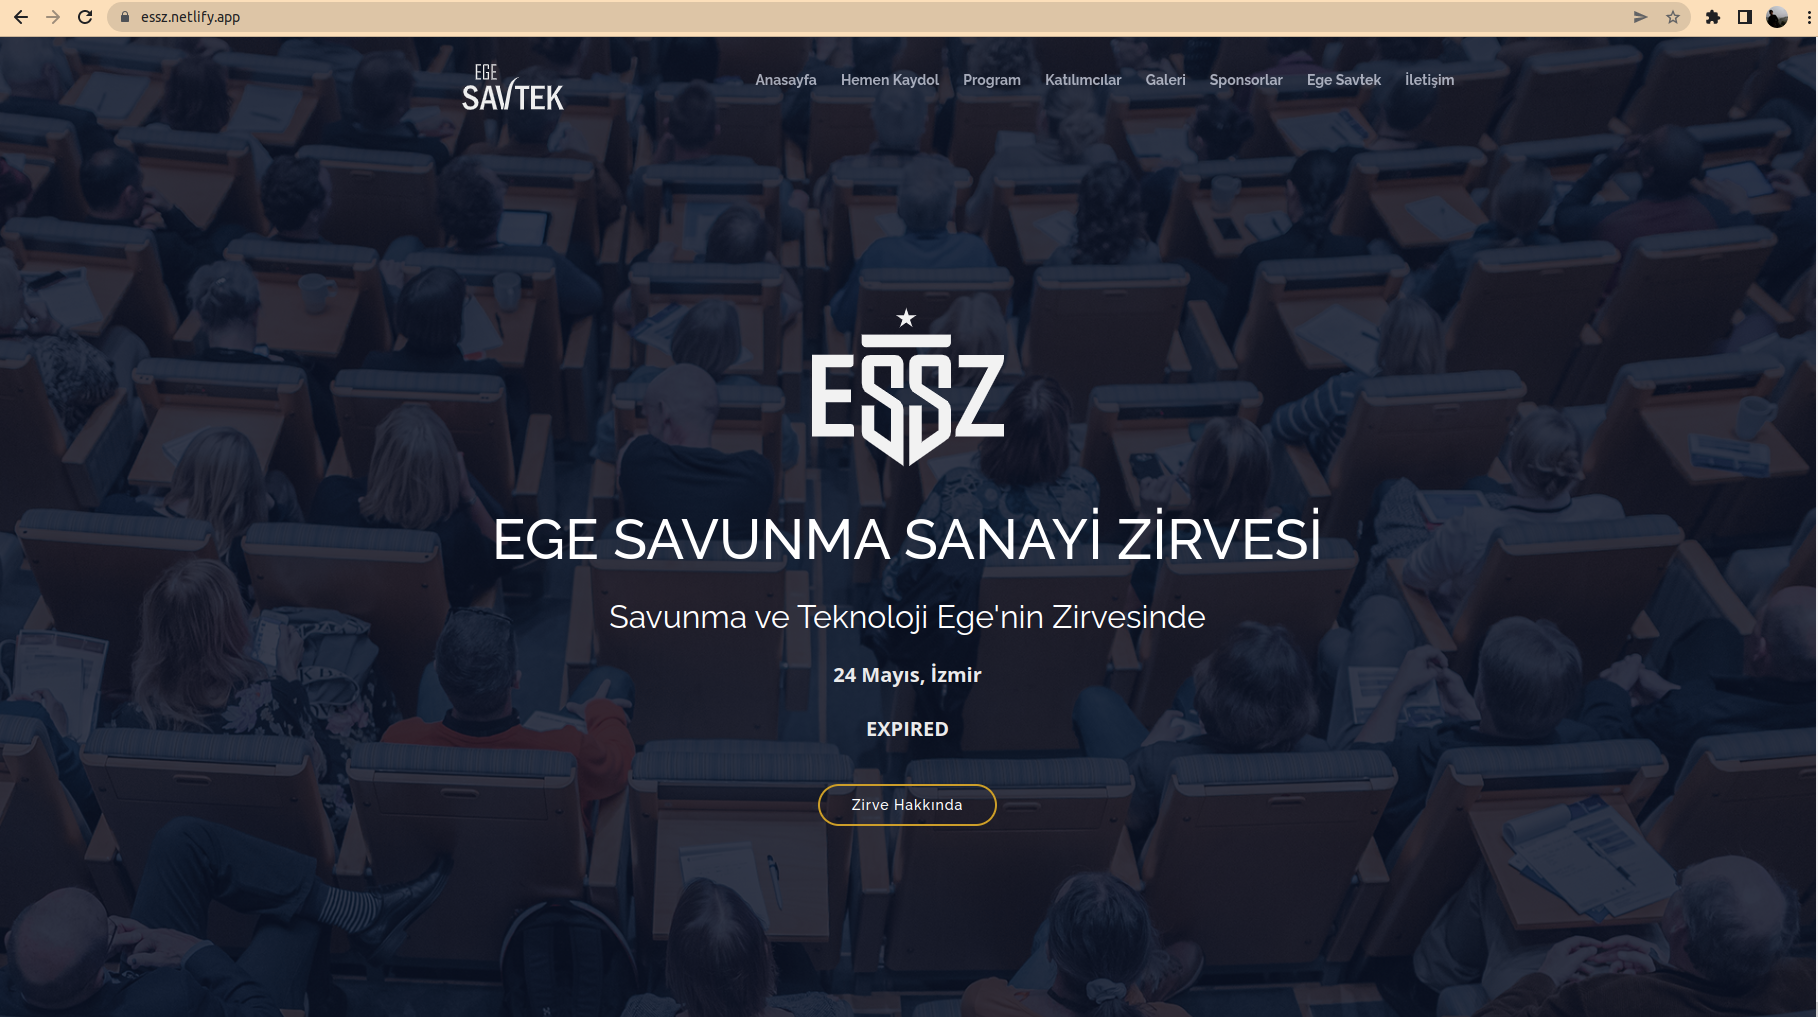 essz.netlify.app
EGE
SAVTEK
Anasayfa
Hemen Kaydol
Program
Katılımcılar
Galeri
Sponsorlar
Ege Savtek
İletişim
ESSZ
EGE SAVUNMA SANAYİ ZİRVESİ
Savunma ve Teknoloji Ege'nin Zirvesinde
24 Mayıs, İzmir
EXPIRED
Zirve Hakkında